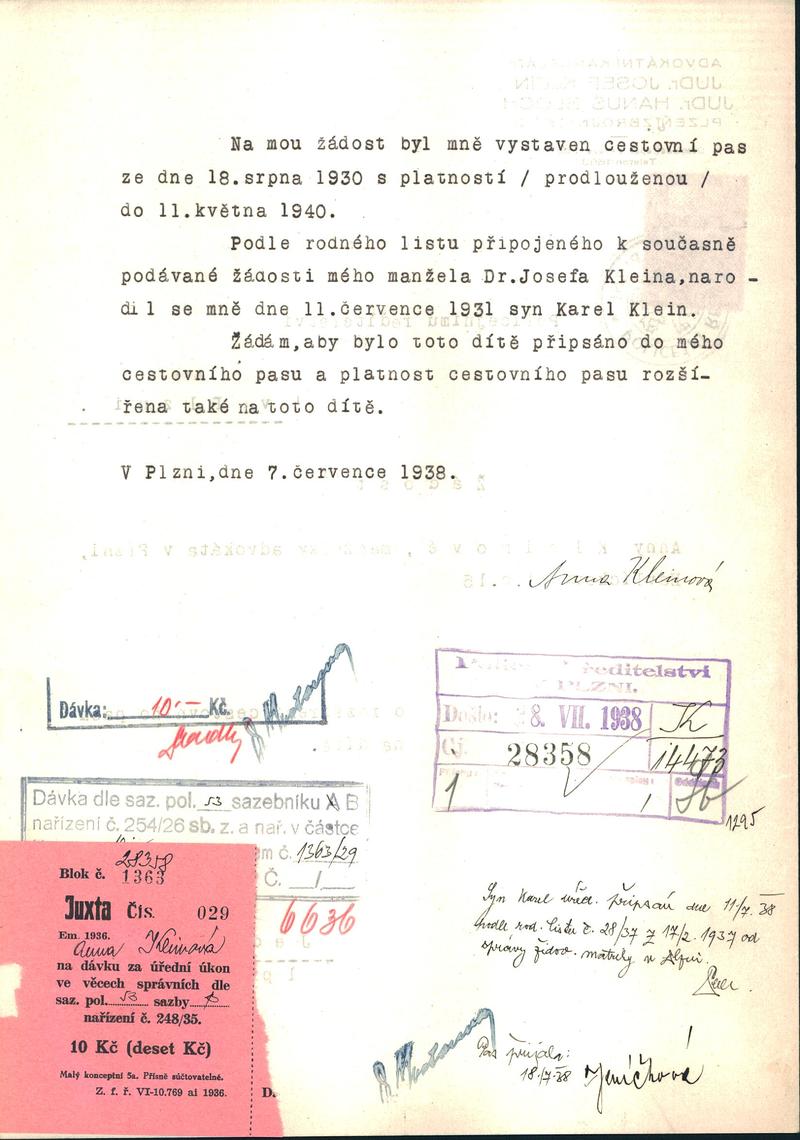 Na mou žádost byl mně vystaven cestovní pas
ze dne 18.srpna 1930 s platností / prodlouženou /
do 11.května 1940.
Podle rodného listu připojeného k současně
podávané žádosti mého manžela Dr.Josefa Kleina,naro-
dil se mně dne 11.července 1931 syn Karel Klein.
Žádám,aby bylo toto dítě připsáno do mého
cestovního pasu a platnost cestovního pasu rozší-
řena také na toto dítě.
V Plzni,dne 7.července 1938.
Anna Kleinová
Dávka: 10·— Kč.
ředitelství
PLZNI.
Došlo: 8. VII. 1938 K
Čj. 28358 14473
1
1295
Dávka dle saz. pol. 53 sazebníku A B
nařízení č. 254/26 sb. z. a nař. v částce
č. 1363/29
Č. /
6636
28358
Blok č. 1363
Juxta Čís. 029
Em. 1936.
Anna Kleinová
na dávku za úřední úkon
ve věcech správních dle
saz. pol. 53 sazby
nařízení č. 248/35.
10 Kč (deset Kč)
Malý konceptní 5a. Přísně súčtovatelné.
Z. f. ř. VI-10.769 ai 1936.
D.
Syn Karel úřed. připsán dne 11/7. 38
podle rod. listu č. 28/37 z 17/2. 1937 od
správy židov. matriky v
Pas přijala:
18./7.38 Jeníčková